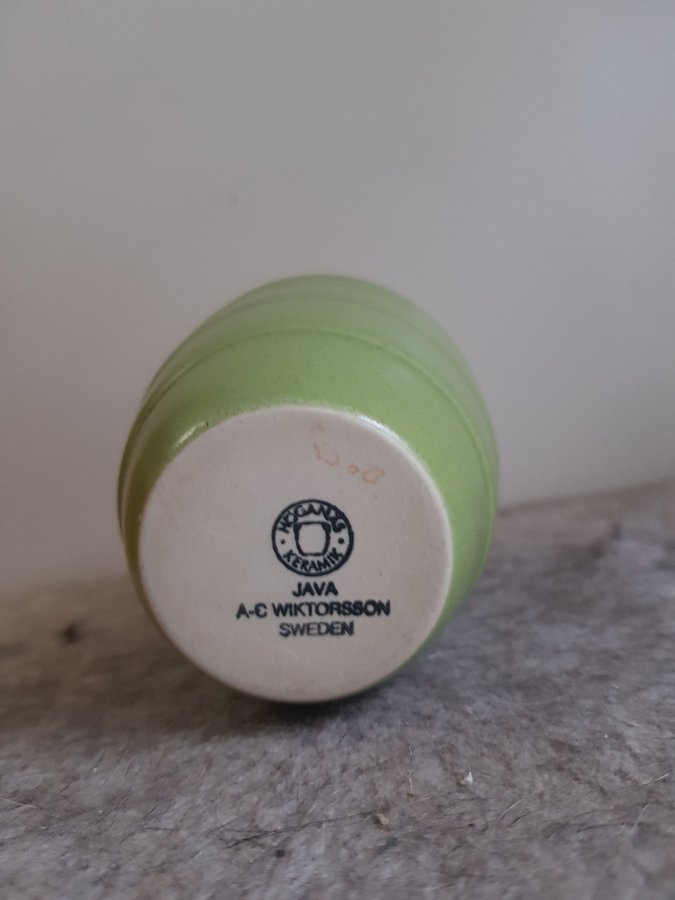 HÖGANÄS
KERAMIK
JAVA
A-C WIKTORSSON
SWEDEN